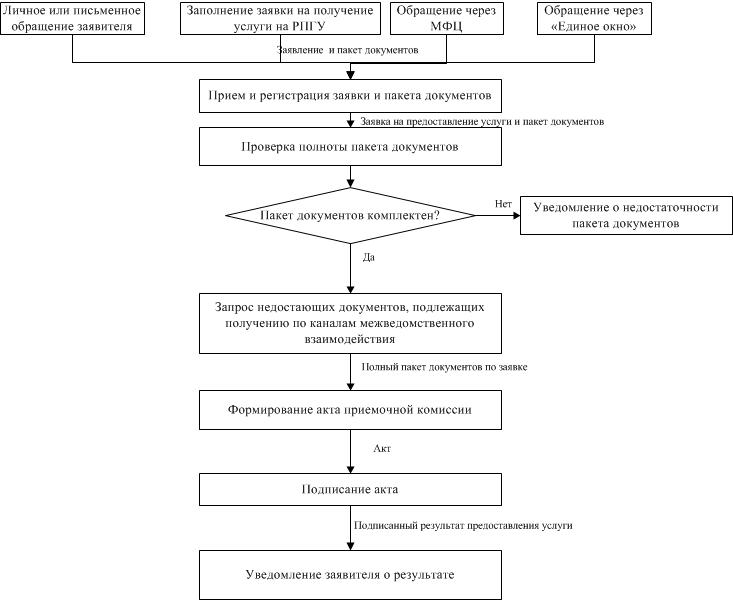 Личное или письменное
обращение заявителя
Заполнение заявки на получение
услуги на РПГУ
Обращение через
МФЦ
Обращение через
«Единое окно»
Заявление и пакет документов
Прием и регистрация заявки и пакета документов
Заявка на предоставление услуги и пакет документов
Проверка полноты пакета документов
Пакет документов комплектен?
Нет
Уведомление о недостаточности
пакета документов
Да
Запрос недостающих документов, подлежащих
получению по каналам межведомственного
взаимодействия
Полный пакет документов по заявке
Формирование акта приемочной комиссии
Акт
Подписание акта
Подписанный результат предоставления услуги
Уведомление заявителя о результате